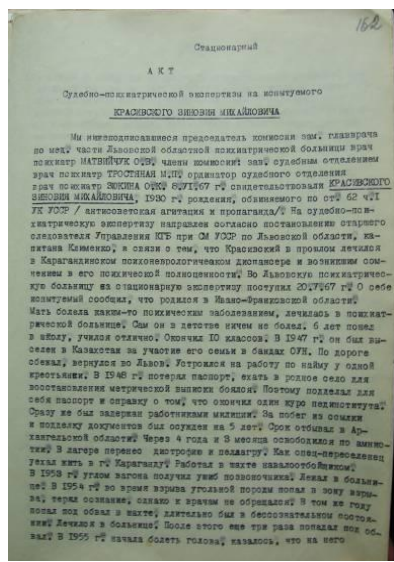 162
Стационарный
АКТ
Судебно-психиатрической экспертизы на испытуемого
КРАСИВСКОГО ЗИНОВИЯ МИХАЙЛОВИЧА
Мы нижеподписавшиеся председатель комиссии зам. главврача
по мед. части Львовской областной психиатрической больницы врач
психиатр МАТВИЙЧУК О.В. члены комиссии: зав. судебным отделением
врач психиатр ТРОСТЯНАЯ М.П. ординатор судебного отделения
врач психиатр О.К. 8.VI.67 г. свидетельствовали КРАСИВСКОГО
ЗИНОВИЯ МИХАЙЛОВИЧА, 1930 г. рождения, обвиняемого по ст. 62 ч.I
УК УССР / антисоветская агитация и пропаганда/. На судебно-пси-
хиатрическую экспертизу направлен согласно постановлению старшего
следователя Управления КГБ при СМ УССР по Львовской области, ка-
питана Клименко, в связи с тем, что Красивский в прошлом лечился
в Карагандинском психоневрологическом диспансере и возникшим сом-
нением в его психической полноценности. Во Львовскую психиатричес-
кую больницу на стационарную экспертизу поступил 20.У.67 г. О себе
испытуемый сообщил, что родился в Ивано-Франковской области.
Мать болела каким-то психическим заболеванием, лечилась в психиат-
рической больнице. Сам он в детстве ничем не болел. 6 лет пошел
в школу, учился отлично. Окончил 10 классов. В 1947 г. он был вы-
селен в Казахстан за участие его семьи в бандах ОУН. По дороге
сбежал, вернулся во Львов. Устроился на работу по найму у одной
крестьянки. В 1948 г. потерял паспорт, ехать в родное село для
восстановления метрической выписки боялся. Поэтому подделал для
себя паспорт и справку о том, что окончил один курс пединститута.
Сразу же был задержан работниками милиции. За побег из ссылки
и подделку документов был осужден на 5 лет. Срок отбывал в Ар-
хангельской области. Через 4 года и 3 месяца освободился по амнис-
тии. В лагере перенес дистрофию и пеллагру. Как спец-переселенец
уехал жить в г. Караганду. Работал в шахте навалоотбойщиком.
В 1953 г. углом вагона получил ушиб позвоночника. Лежал в больни-
це. В 1954 г. во время взрыва угольной породы попал в зону взры-
ва, терял сознание, однако к врачам не обращался. В том же году
попал под обвал в шахте, длительно был в бессознательном состоя-
нии. Лечился в больнице. После этого еще три раза попадал под об-
вал. В 1955 г. начала болеть голова, казалось, что на него